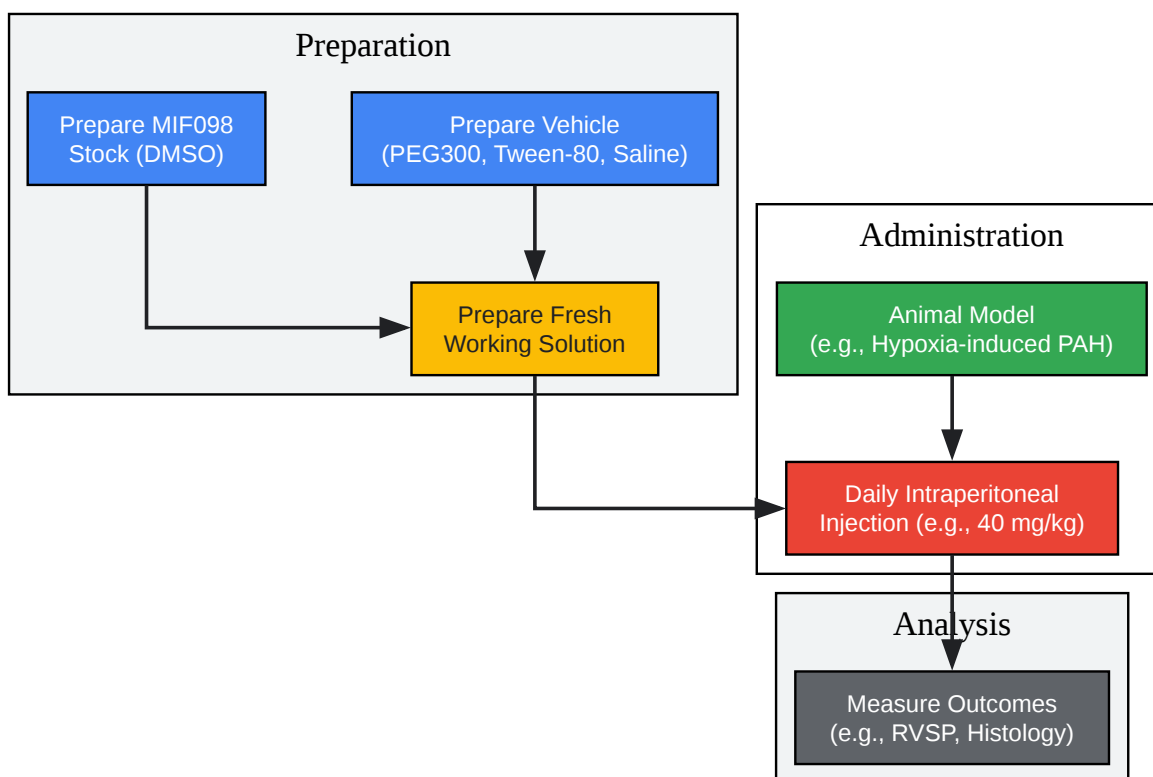 Preparation
Prepare MIF098
Stock (DMSO)
Prepare Vehicle
(PEG300, Tween-80, Saline)
Prepare Fresh
Working Solution
Administration
Animal Model
(e.g., Hypoxia-induced PAH)
Daily Intraperitoneal
Injection (e.g., 40 mg/kg)
Analysis
Measure Outcomes
(e.g., RVSP, Histology)